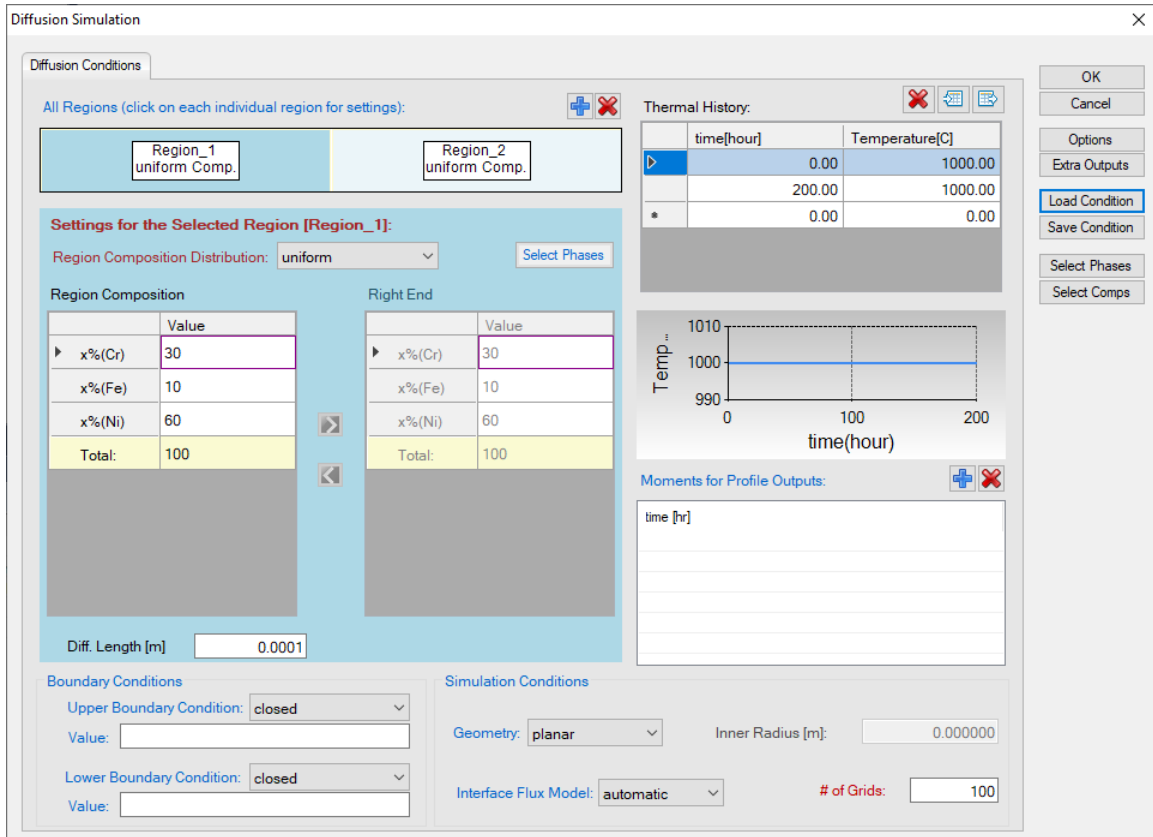 Diffusion Simulation
Diffusion Conditions
All Regions (click on each individual region for settings):
Region_1
uniform Comp.
Region_2
uniform Comp.
Settings for the Selected Region [Region_1]:
Region Composition Distribution: uniform
Select Phases
Region Composition
Value
x%(Cr) 30
x%(Fe) 10
x%(Ni) 60
Total: 100
Right End
Value
x%(Cr) 30
x%(Fe) 10
x%(Ni) 60
Total: 100
Diff. Length [m] 0.0001
Boundary Conditions
Upper Boundary Condition: closed
Value:
Lower Boundary Condition: closed
Value:
Thermal History:
time[hour] Temperature[C]
0.00 1000.00
200.00 1000.00
* 0.00 0.00
Temp...
1010
1000
990
0 100 200
time(hour)
Moments for Profile Outputs:
time [hr]
Simulation Conditions
Geometry: planar
Inner Radius [m]: 0.000000
Interface Flux Model: automatic
# of Grids: 100
OK
Cancel
Options
Extra Outputs
Load Condition
Save Condition
Select Phases
Select Comps